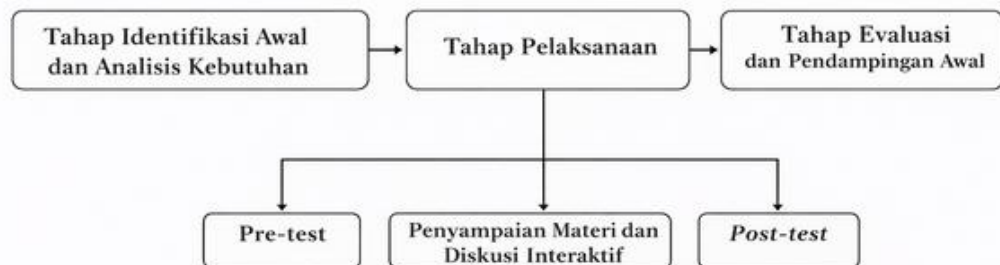 Tahap Identifikasi Awal
dan Analisis Kebutuhan
Tahap Pelaksanaan
Tahap Evaluasi
dan Pendampingan Awal
Pre-test
Penyampaian Materi dan
Diskusi Interaktif
Post-test